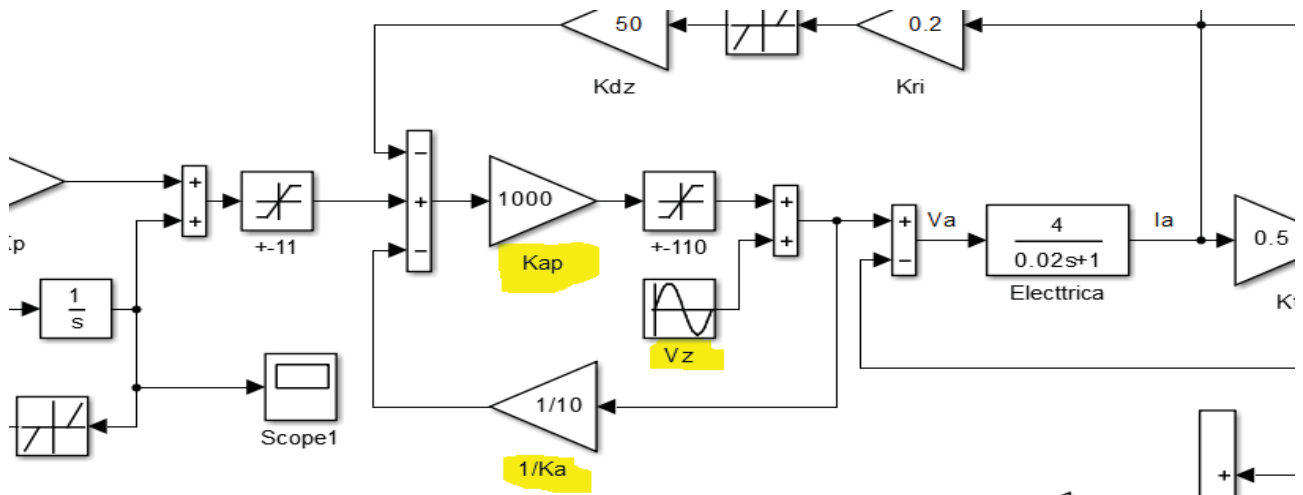 50
0.2
Kdz
Kri
−
+
+
−
+
1000
+
+
−
+-11
+-110
Kap
Va
4
0.02s+1
Ia
0.5
Electtrica
1
s
Vz
1/10
Scope1
1/Ka
+